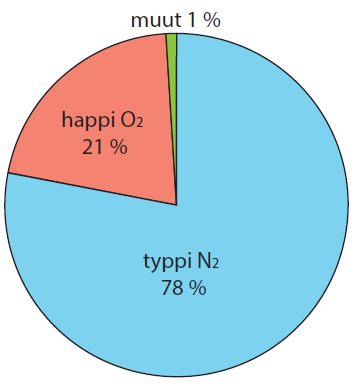 muut 1 %
happi O₂
21 %
typpi N₂
78 %